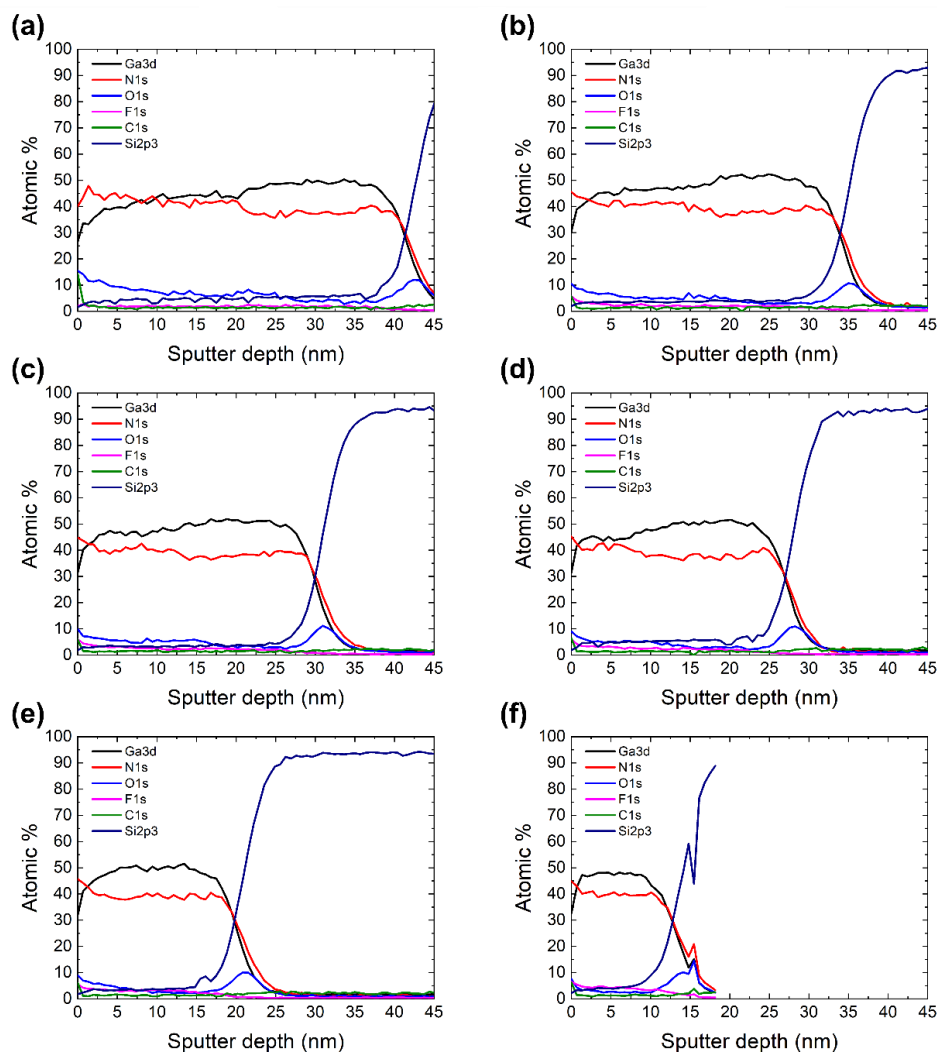 (a)
100
90
80
70
60
50
40
30
20
10
0
Atomic %
Ga3d
N1s
O1s
F1s
C1s
Si2p3
0 5 10 15 20 25 30 35 40 45
Sputter depth (nm)
(b)
100
90
80
70
60
50
40
30
20
10
0
Atomic %
Ga3d
N1s
O1s
F1s
C1s
Si2p3
0 5 10 15 20 25 30 35 40 45
Sputter depth (nm)
(c)
100
90
80
70
60
50
40
30
20
10
0
Atomic %
Ga3d
N1s
O1s
F1s
C1s
Si2p3
0 5 10 15 20 25 30 35 40 45
Sputter depth (nm)
(d)
100
90
80
70
60
50
40
30
20
10
0
Atomic %
Ga3d
N1s
O1s
F1s
C1s
Si2p3
0 5 10 15 20 25 30 35 40 45
Sputter depth (nm)
(e)
100
90
80
70
60
50
40
30
20
10
0
Atomic %
Ga3d
N1s
O1s
F1s
C1s
Si2p3
0 5 10 15 20 25 30 35 40 45
Sputter depth (nm)
(f)
100
90
80
70
60
50
40
30
20
10
0
Atomic %
Ga3d
N1s
O1s
F1s
C1s
Si2p3
0 5 10 15 20 25 30 35 40 45
Sputter depth (nm)